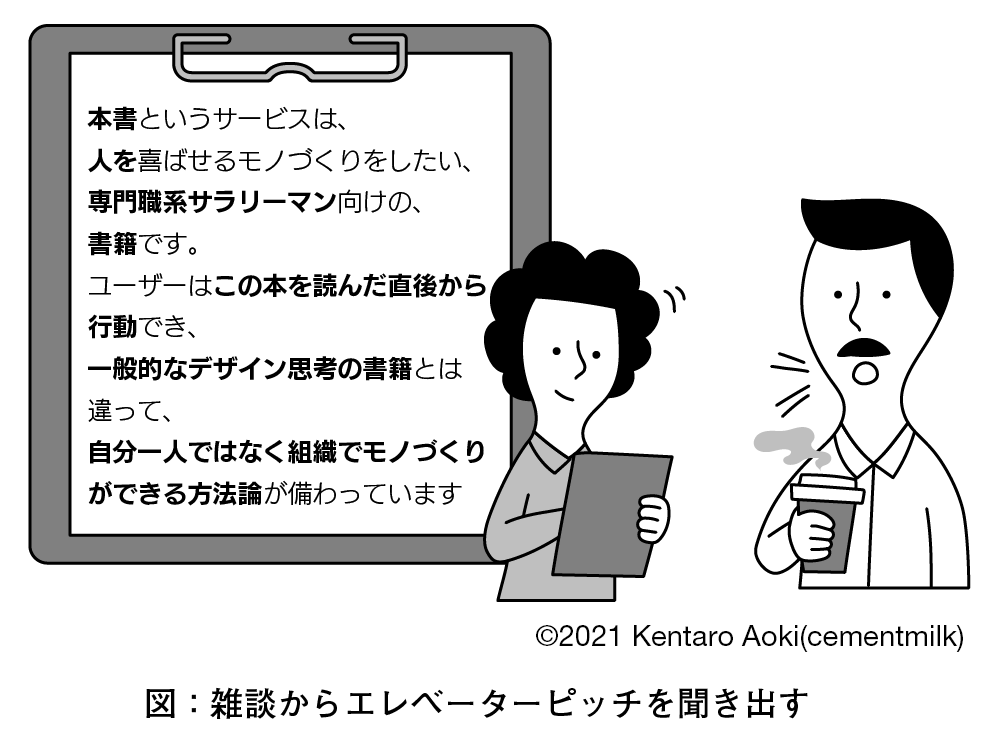 本書というサービスは、
人を喜ばせるモノづくりをしたい、
専門職系サラリーマン向けの、
書籍です。
ユーザーはこの本を読んだ直後から
行動でき、
一般的なデザイン思考の書籍とは
違って、
自分一人ではなく組織でモノづくり
ができる方法論が備わっています
©2021 Kentaro Aoki(cementmilk)
図：雑談からエレベーターピッチを聞き出す